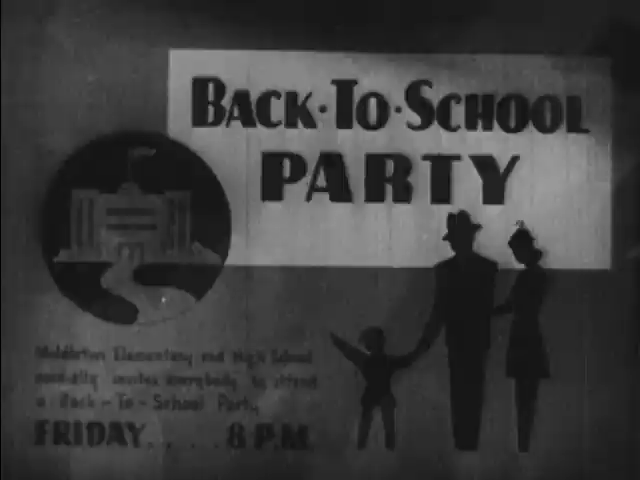 BACK·TO·SCHOOL
PARTY
Middleton Elementary and High School
invites everybody to attend
a Back-To-School Party
FRIDAY.....8 P.M.